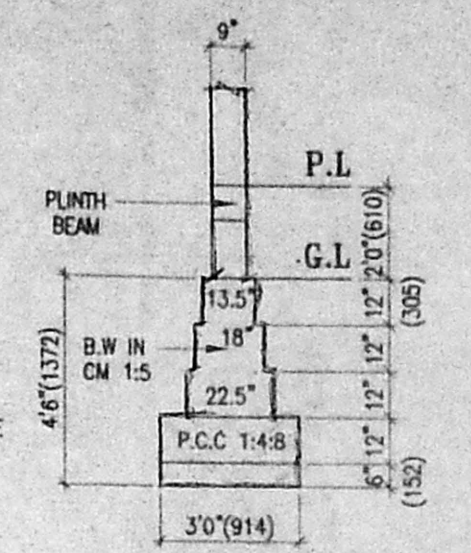 9"
P.L
PLINTH
BEAM
2'0"(610)
G.L
13.5"
12"
(305)
18"
B.W IN
CM 1:5
12"
4'6"(1372)
22.5"
12"
P.C.C 1:4:8
12"
6"
(152)
3'0"(914)